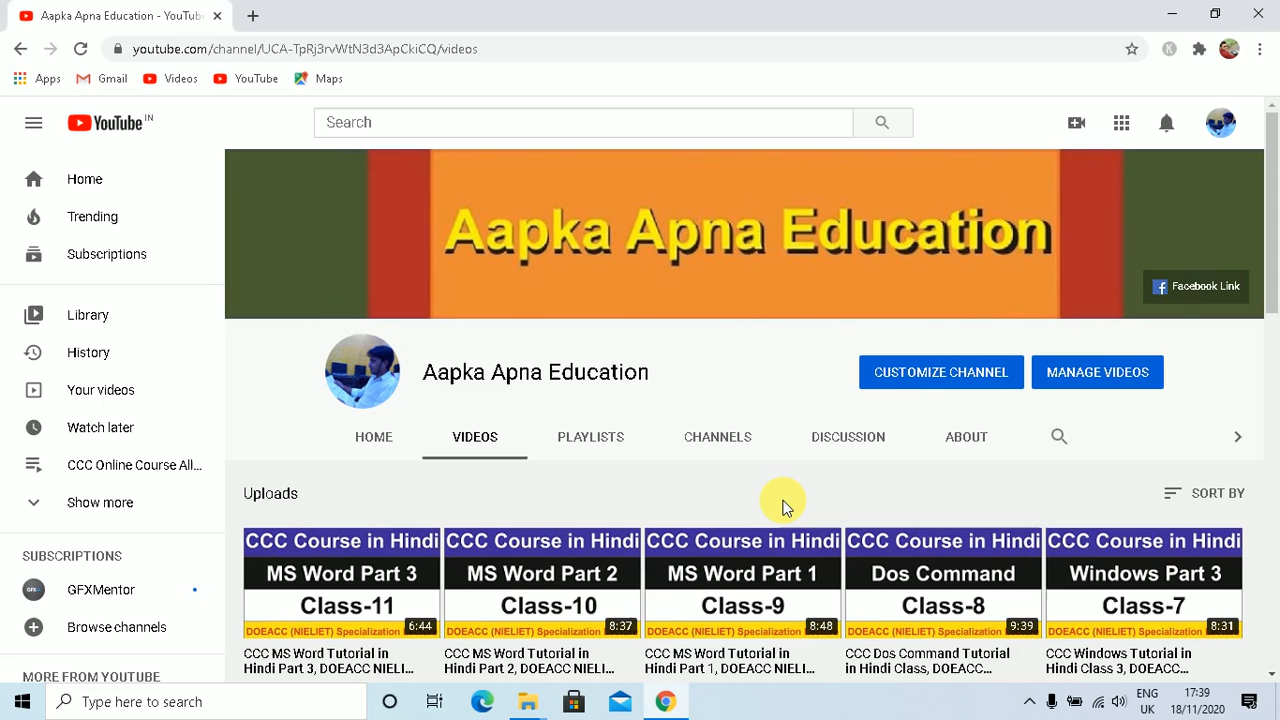 Aapka Apna Education - YouTube
youtube.com/channel/UCA-TpRj3rvWtN3d3ApCkiCQ/videos
K
Apps
Gmail
Videos
YouTube
Maps
YouTube IN
Search
Home
Trending
Subscriptions
Library
History
Your videos
Watch later
CCC Online Course All...
Show more
SUBSCRIPTIONS
GFXMentor
Browse channels
MORE FROM YOUTUBE
Aapka Apna Education
Facebook Link
Aapka Apna Education
CUSTOMIZE CHANNEL
MANAGE VIDEOS
HOME
VIDEOS
PLAYLISTS
CHANNELS
DISCUSSION
ABOUT
Uploads
SORT BY
CCC Course in Hindi
MS Word Part 3
Class-11
6:44
DOEACC (NIELIET) Specialization
CCC MS Word Tutorial in
Hindi Part 3, DOEACC NIELI...
CCC Course in Hindi
MS Word Part 2
Class-10
8:37
DOEACC (NIELIET) Specialization
CCC MS Word Tutorial in
Hindi Part 2, DOEACC NIELI...
CCC Course in Hindi
MS Word Part 1
Class-9
8:48
DOEACC (NIELIET) Specialization
CCC MS Word Tutorial in
Hindi Part 1, DOEACC NIELI...
CCC Course in Hindi
Dos Command
Class-8
9:39
DOEACC (NIELIET) Specialization
CCC Dos Command Tutorial
in Hindi Class, DOEACC...
CCC Course in Hindi
Windows Part 3
Class-7
8:31
DOEACC (NIELIET) Specialization
CCC Windows Tutorial in
Hindi Class 3, DOEACC...
Type here to search
ENG
UK
17:39
18/11/2020